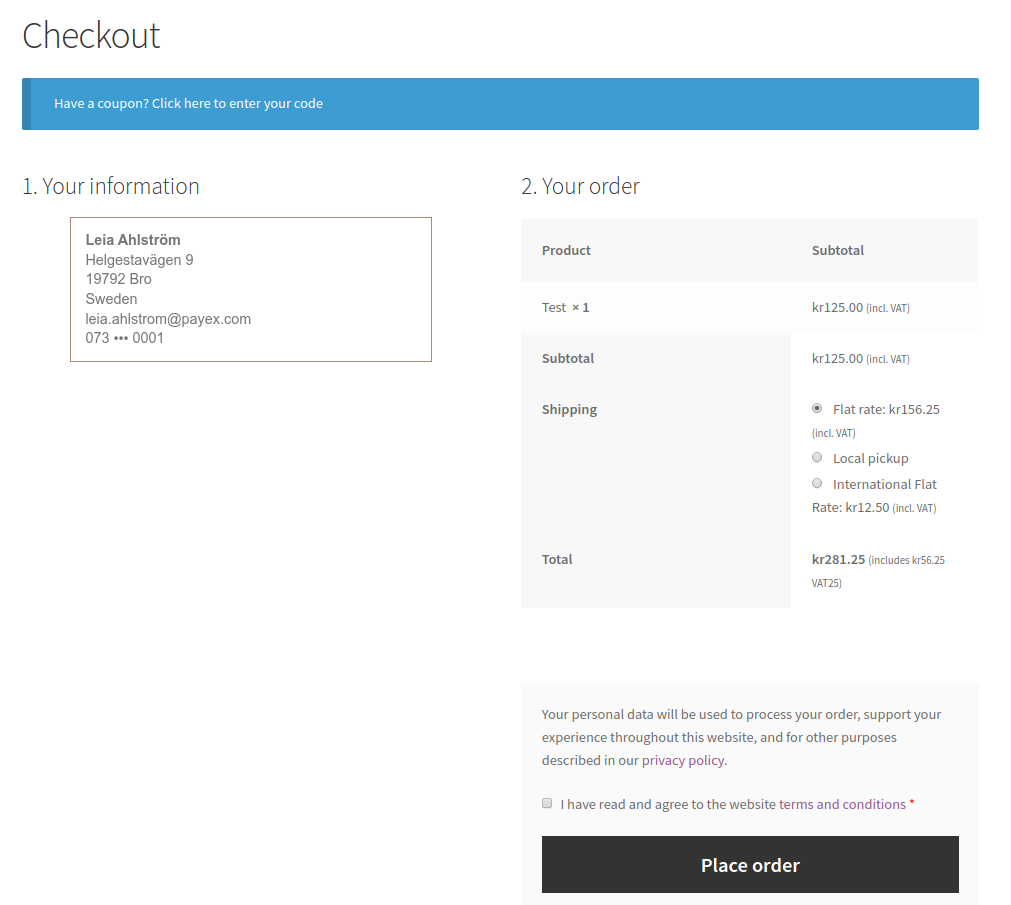 Checkout
Have a coupon? Click here to enter your code
1. Your information
Leia Ahlström
Helgestavägen 9
19792 Bro
Sweden
leia.ahlstrom@payex.com
073 ••• 0001
2. Your order
Product Subtotal
Test × 1 kr125.00 (incl. VAT)
Subtotal kr125.00 (incl. VAT)
Shipping Flat rate: kr156.25
(incl. VAT)
Local pickup
International Flat
Rate: kr12.50 (incl. VAT)
Total kr281.25 (includes kr56.25
VAT25)
Your personal data will be used to process your order, support your
experience throughout this website, and for other purposes
described in our privacy policy.
I have read and agree to the website terms and conditions *
Place order